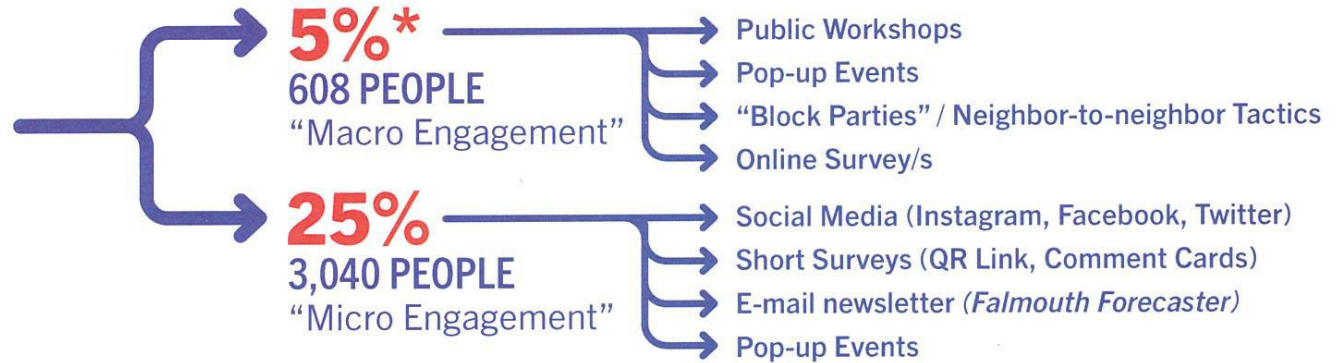 5%*
608 PEOPLE
“Macro Engagement”
Public Workshops
Pop-up Events
“Block Parties” / Neighbor-to-neighbor Tactics
Online Survey/s
25%
3,040 PEOPLE
“Micro Engagement”
Social Media (Instagram, Facebook, Twitter)
Short Surveys (QR Link, Comment Cards)
E-mail newsletter (Falmouth Forecaster)
Pop-up Events